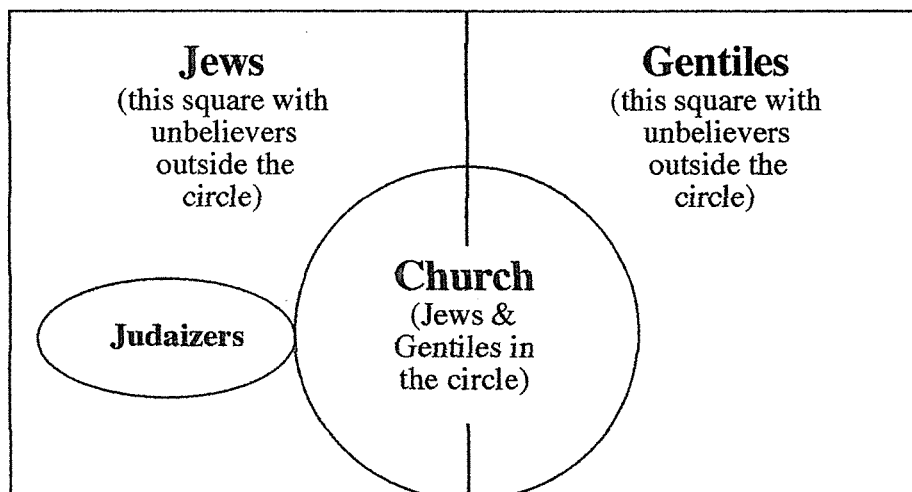 Jews
(this square with
unbelievers
outside the
circle)
Gentiles
(this square with
unbelievers
outside the
circle)
Church
(Jews &
Gentiles in
the circle)
Judaizers